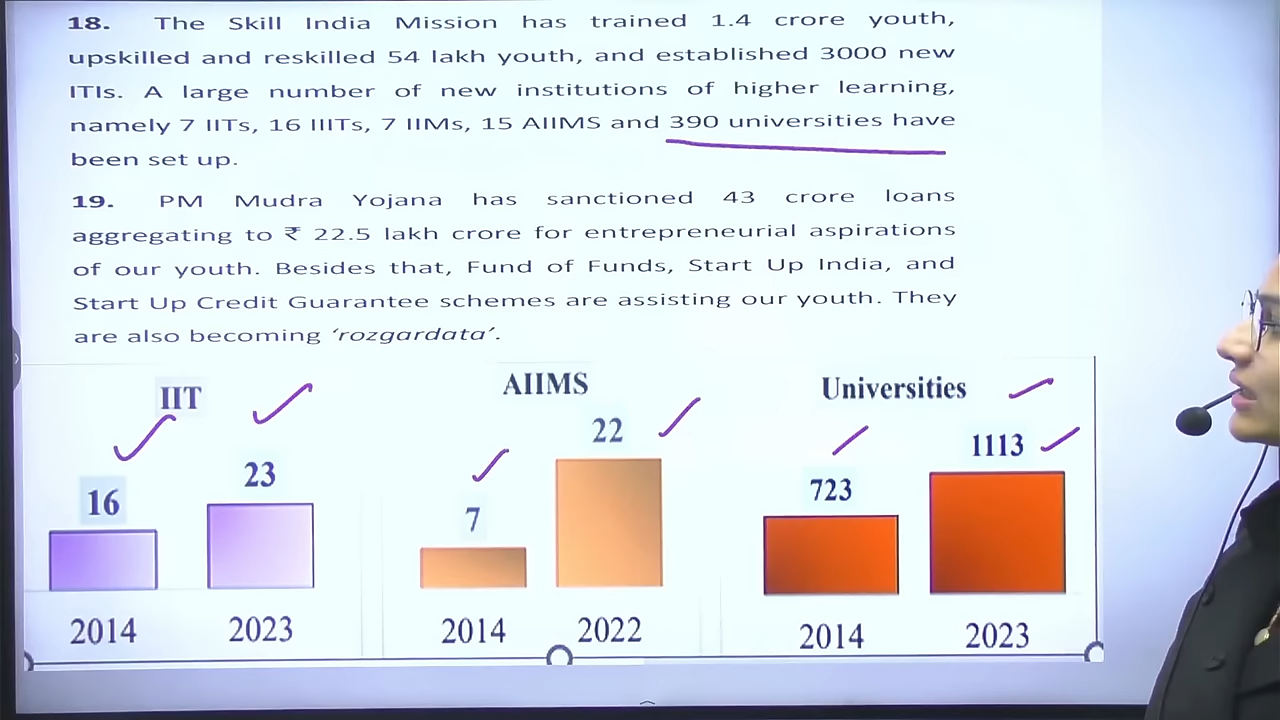 18. The Skill India Mission has trained 1.4 crore youth,
upskilled and reskilled 54 lakh youth, and established 3000 new
ITIs. A large number of new institutions of higher learning,
namely 7 IITs, 16 IIITs, 7 IIMs, 15 AIIMS and 390 universities have
been set up.
19. PM Mudra Yojana has sanctioned 43 crore loans
aggregating to ₹ 22.5 lakh crore for entrepreneurial aspirations
of our youth. Besides that, Fund of Funds, Start Up India, and
Start Up Credit Guarantee schemes are assisting our youth. They
are also becoming ‘rozgardata’.
IIT
16
23
2014
2023
AIIMS
7
22
2014
2022
Universities
723
1113
2014
2023